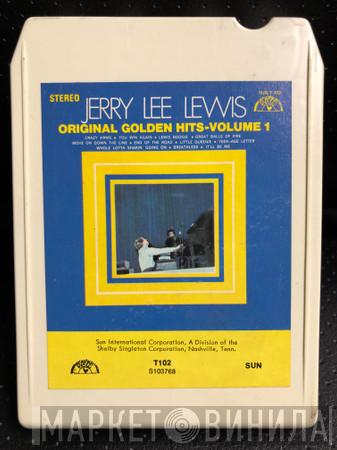 STEREO
JERRY LEE LEWIS
ORIGINAL GOLDEN HITS-VOLUME 1
CRAZY ARMS • YOU WIN AGAIN • LEWIS BOOGIE • GREAT BALLS OF FIRE
MOVE ON DOWN THE LINE • END OF THE ROAD • LITTLE QUEENIE • TEEN-AGE LETTER
WHOLE LOTTA SHAKIN' GOING ON • BREATHLESS • IT'LL BE ME
Sun International Corporation, A Division of the
Shelby Singleton Corporation, Nashville, Tenn.
T102
S103768
SUN
МАРКЕТ ВИНИЛА